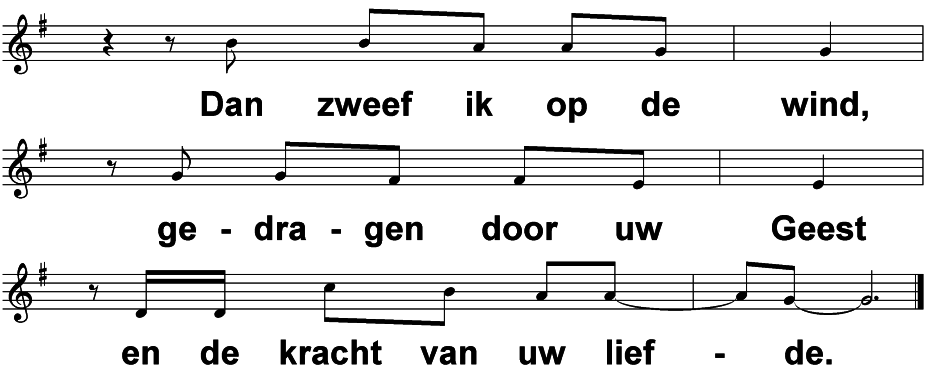 Dan zweef ik op de wind,
ge - dra - gen door uw Geest
en de kracht van uw lief - de.